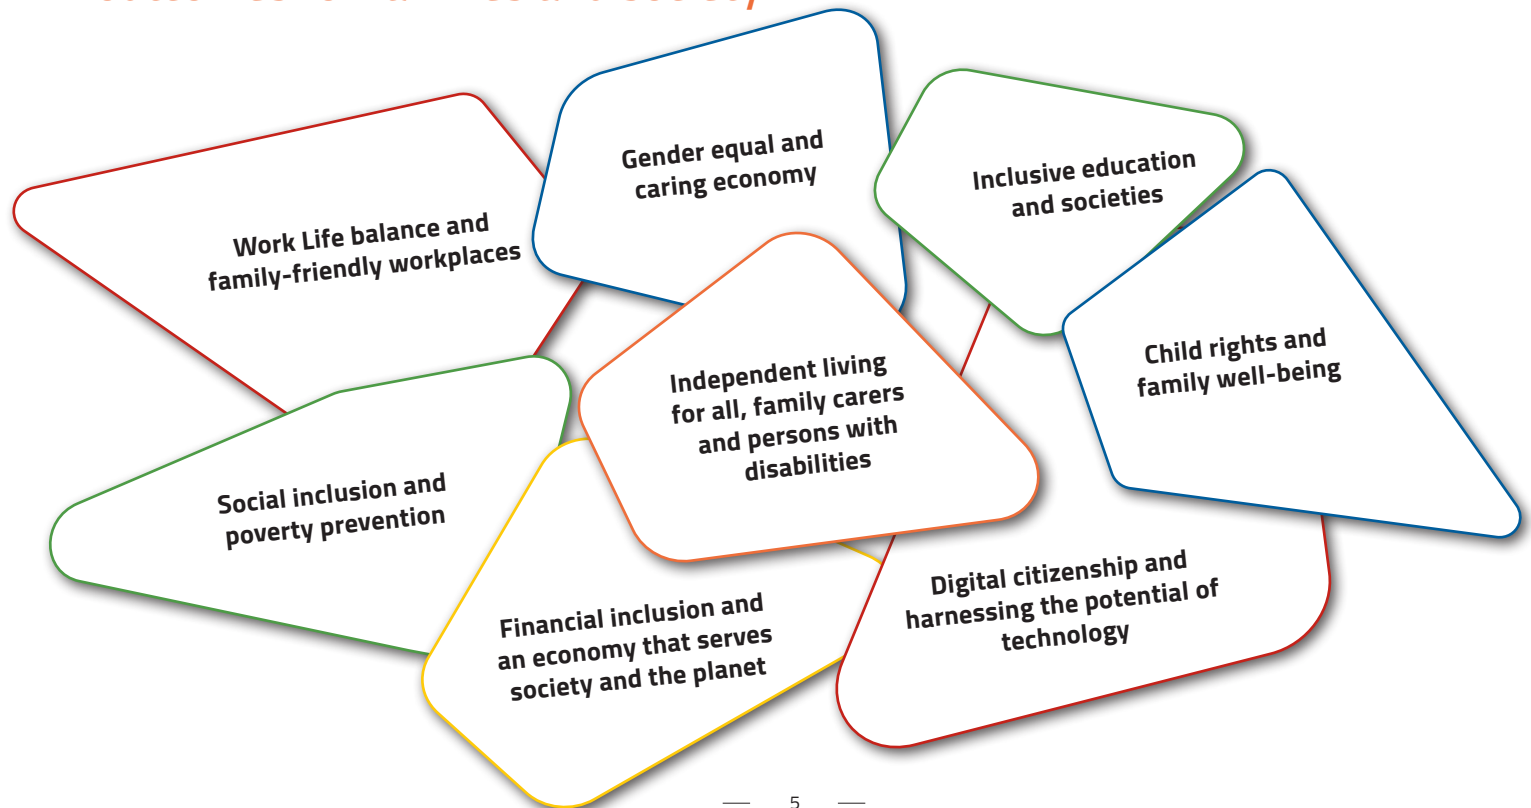 Gender equal and
caring economy
Inclusive education
and societies
Work Life balance and
family-friendly workplaces
Child rights and
family well-being
Independent living
for all, family carers
and persons with
disabilities
Social inclusion and
poverty prevention
Digital citizenship and
harnessing the potential of
technology
Financial inclusion and
an economy that serves
society and the planet
5